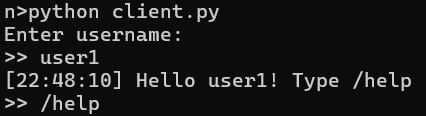 n>python client.py
Enter username:
>> user1
[22:48:10] Hello user1! Type /help
>> /help